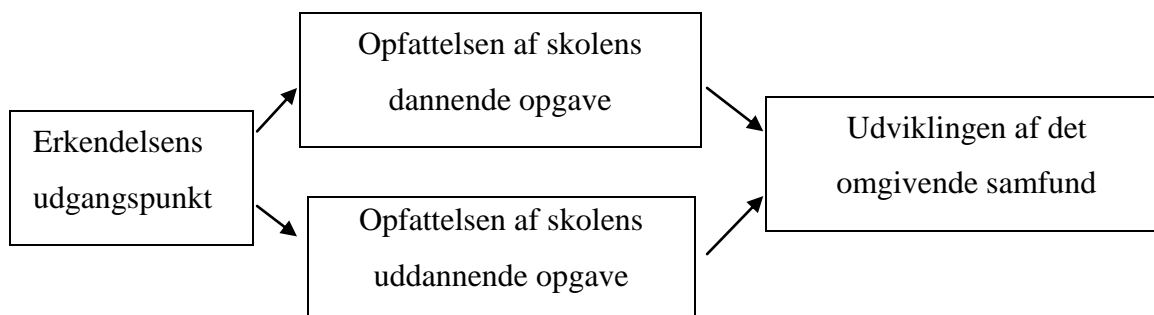 Erkendelsens
udgangspunkt
Opfattelsen af skolens
dannende opgave
Opfattelsen af skolens
uddannende opgave
Udviklingen af det
omgivende samfund